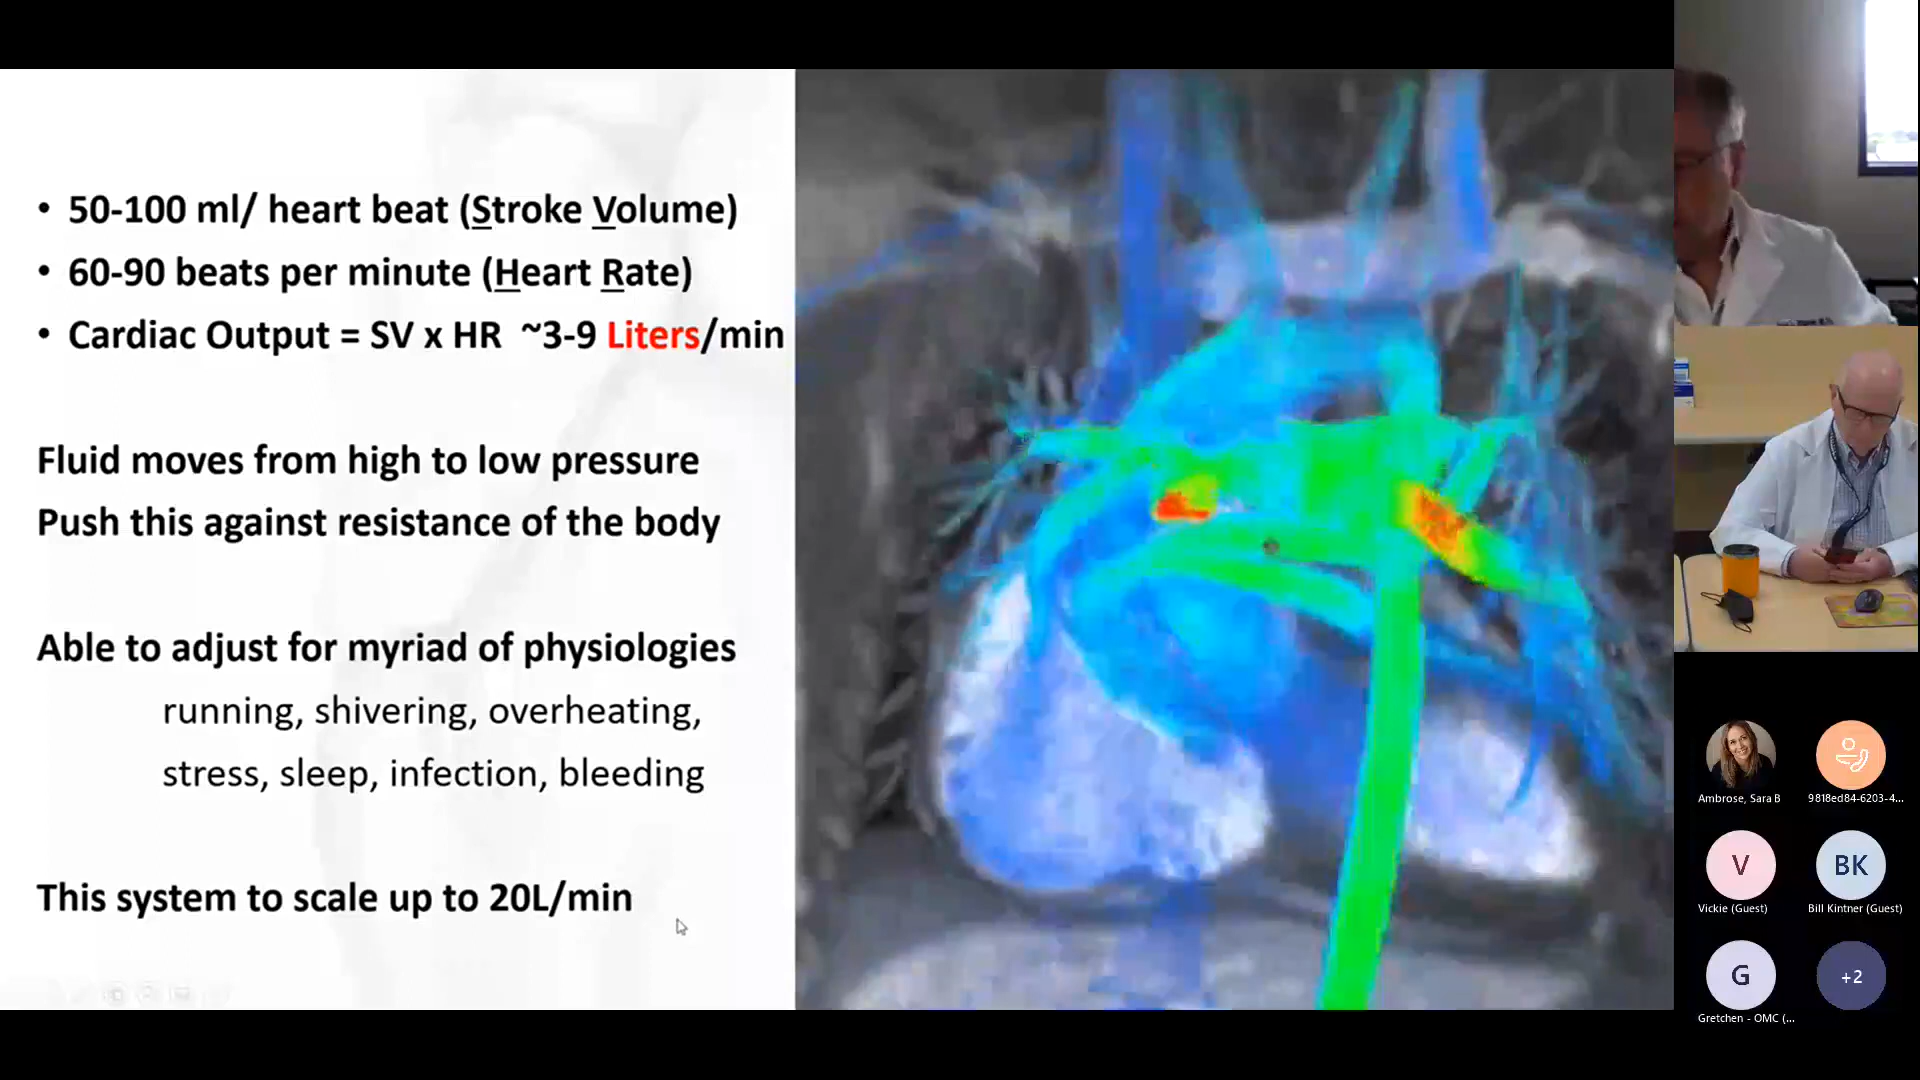 • 50-100 ml/ heart beat (Stroke Volume)
• 60-90 beats per minute (Heart Rate)
• Cardiac Output = SV x HR ~3-9 Liters/min
Fluid moves from high to low pressure
Push this against resistance of the body
Able to adjust for myriad of physiologies
running, shivering, overheating,
stress, sleep, infection, bleeding
This system to scale up to 20L/min
Ambrose, Sara B
9818ed84-6203-4...
V
BK
Vickie (Guest)
Bill Kintner (Guest)
G
+2
Gretchen - OMC (...